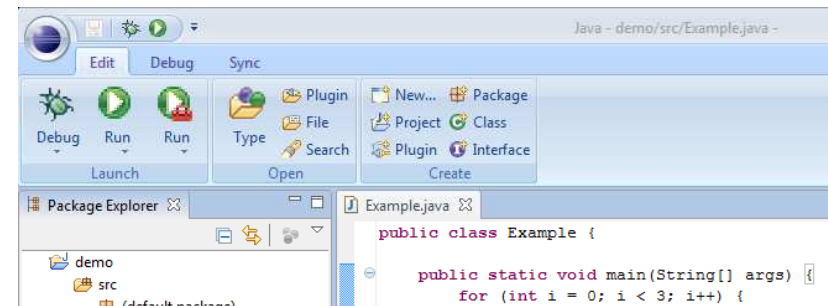 Java - demo/src/Example.java -
Edit Debug Sync
Debug Run Run Type Plugin File Search New... Package Project Class Plugin Interface
Launch Open Create
Package Explorer Example.java
public class Example {
demo
public static void main(String[] args) {
src
for (int i = 0; i < 3; i++) {
(default package)